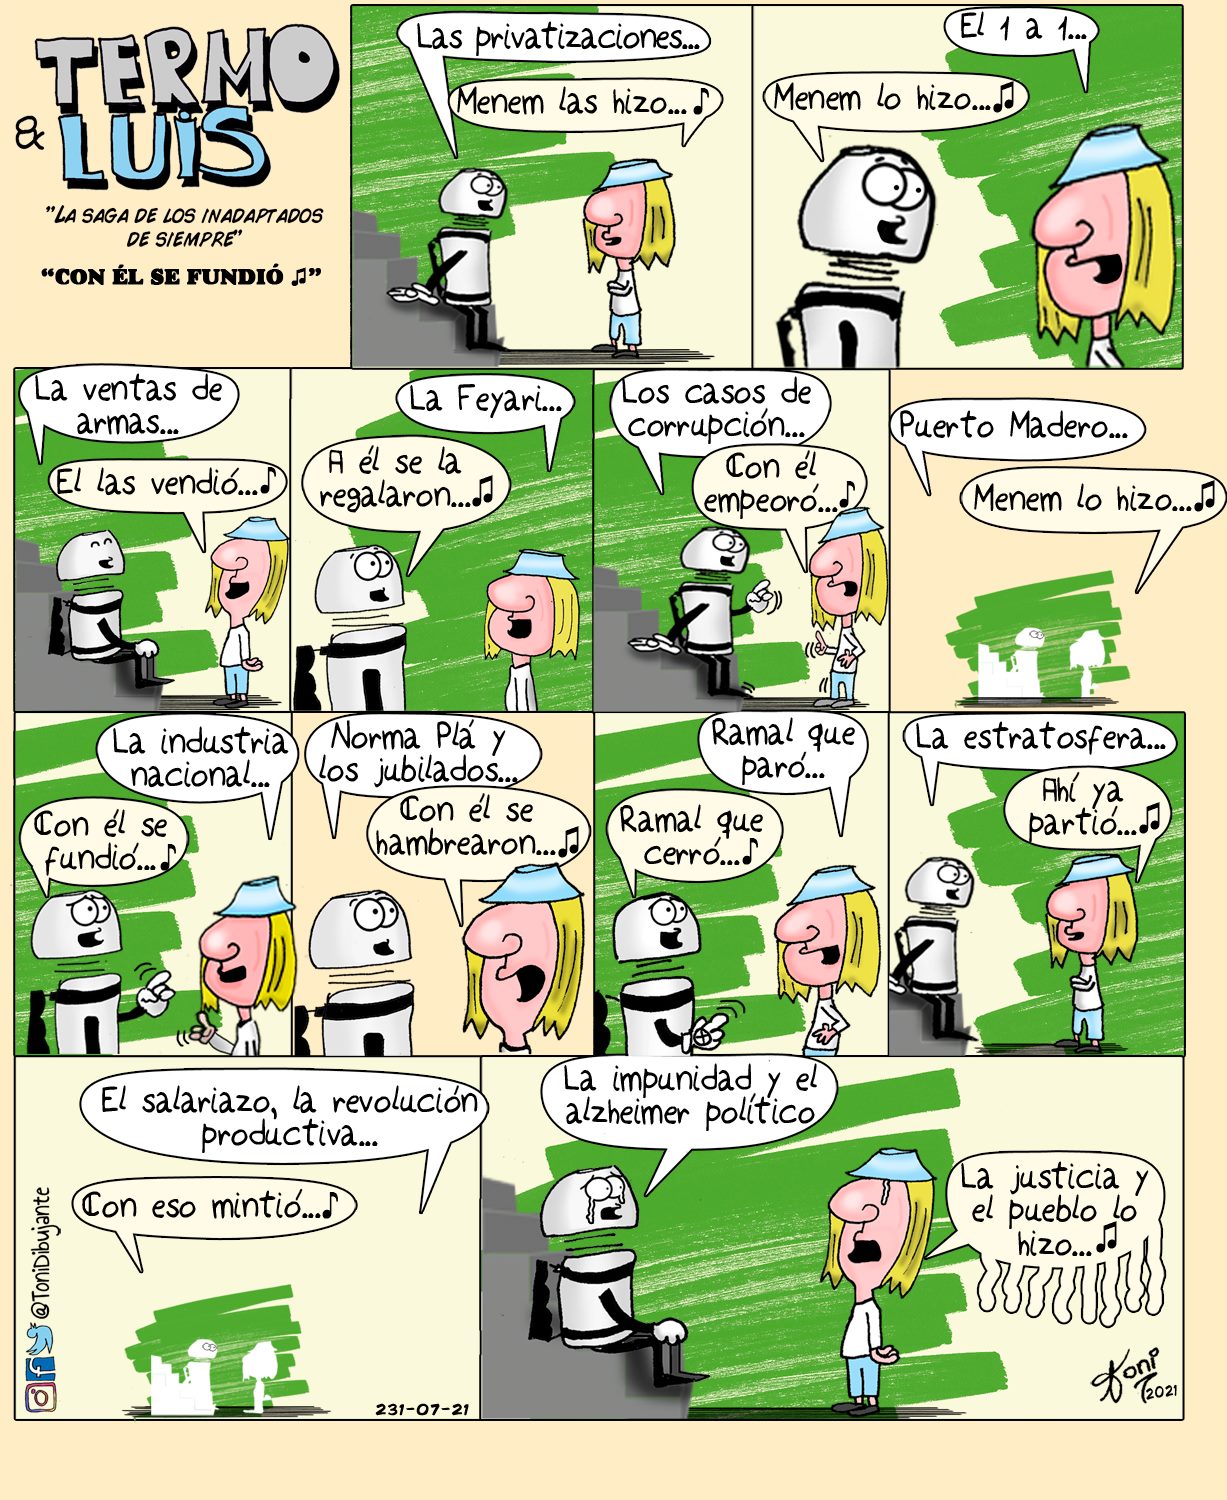 TERMO
& LUIS
"LA SAGA DE LOS INADAPTADOS
DE SIEMPRE"
"CON ÉL SE FUNDIÓ ♫"
Las privatizaciones...
Menem las hizo...♪
El 1 a 1...
Menem lo hizo...♫
La ventas de
armas...
El las vendió...♪
La Feyari...
A él se la
regalaron...♫
Los casos de
corrupción...
Con él
empeoró...♪
Puerto Madero...
Menem lo hizo...♫
La industria
nacional...
Con él se
fundió...♪
Norma Plá y
los jubilados...
Con él se
hambrearon...♫
Ramal que
paró...
Ramal que
cerró...♪
La estratosfera...
Ahí ya
partió...♫
El salariazo, la revolución
productiva...
Con eso mintió...♪
@ToniDibujante
231-07-21
La impunidad y el
alzheimer político
La justicia y
el pueblo lo
hizo...♫
Toni
2021